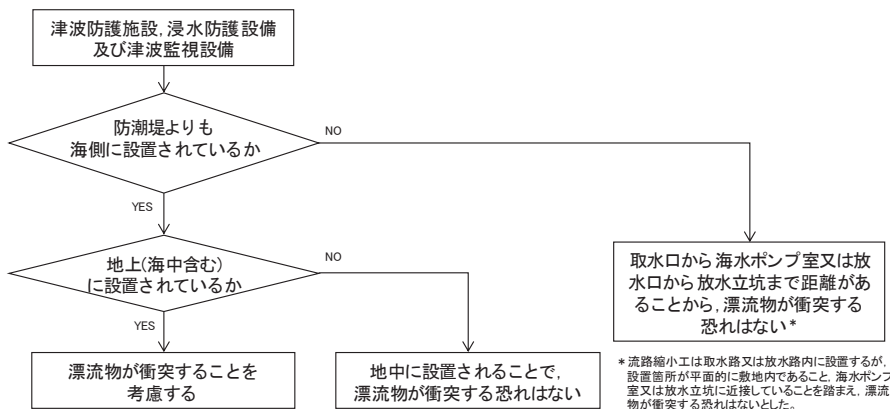 津波防護施設，浸水防護設備
及び津波監視設備
防潮堤よりも
海側に設置されているか
NO
YES
地上(海中含む)
に設置されているか
NO
YES
取水口から海水ポンプ室又は放
水口から放水立坑まで距離があ
ることから，漂流物が衝突する
恐れはない*
漂流物が衝突することを
考慮する
地中に設置されることで，
漂流物が衝突する恐れはない
*流路縮小工は取水路又は放水路内に設置するが，
設置箇所が平面的に敷地内であること，海水ポンプ
室又は放水立坑に近接していることを踏まえ，漂流
物が衝突する恐れはないとした。